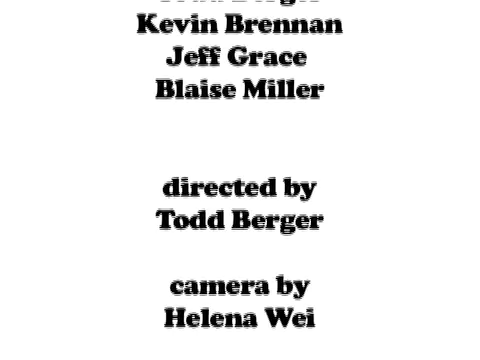 Kevin Brennan
Jeff Grace
Blaise Miller
directed by
Todd Berger
camera by
Helena Wei